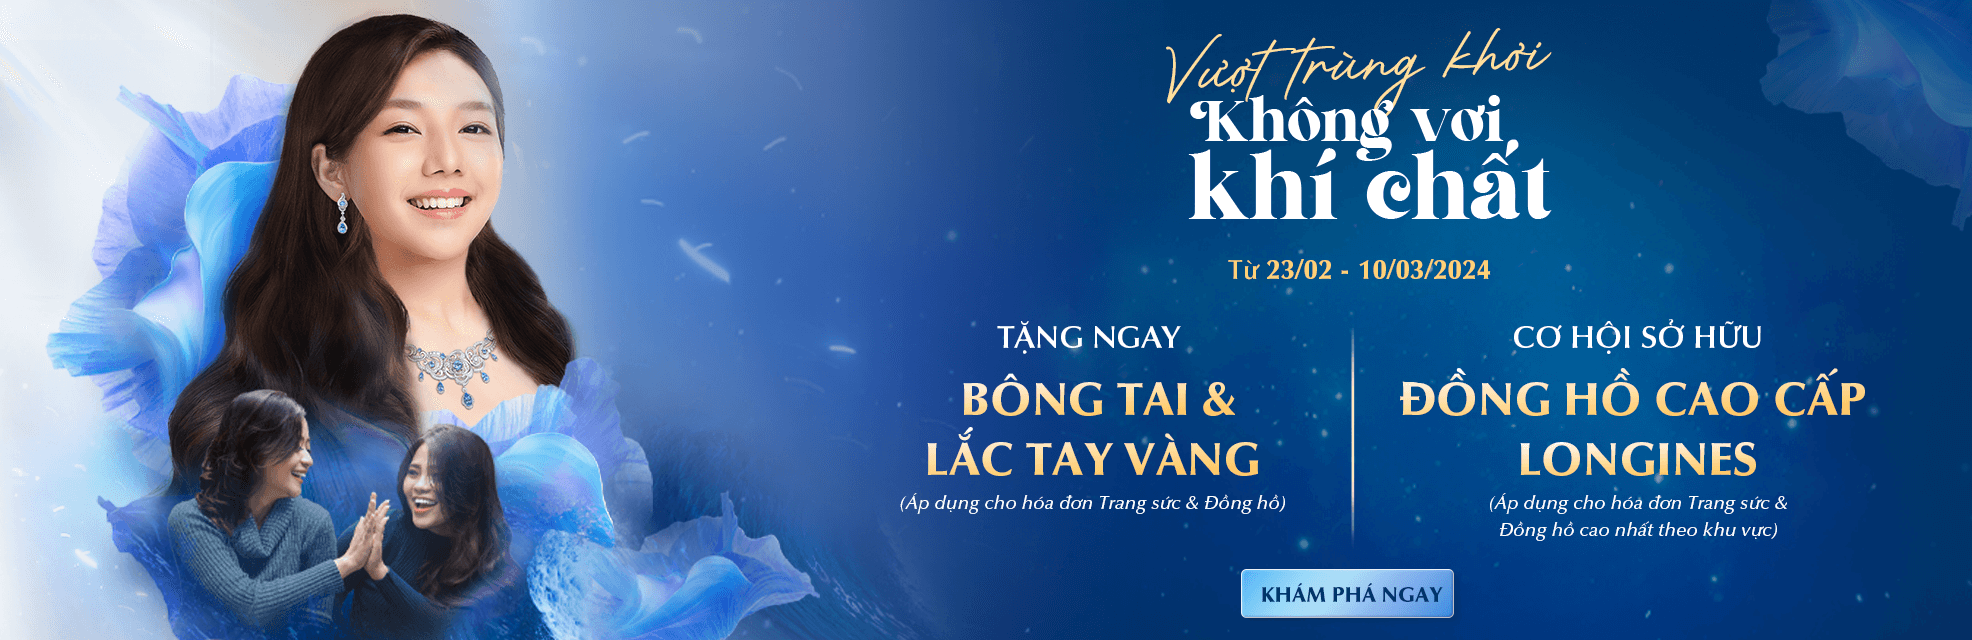 Vượt trùng khơi
Không vơi
khí chất
Từ 23/02 - 10/03/2024
TẶNG NGAY
BÔNG TAI &
LẮC TAY VÀNG
(Áp dụng cho hóa đơn Trang sức & Đồng hồ)
CƠ HỘI SỞ HỮU
ĐỒNG HỒ CAO CẤP
LONGINES
(Áp dụng cho hóa đơn Trang sức &
Đồng hồ cao nhất theo khu vực)
KHÁM PHÁ NGAY